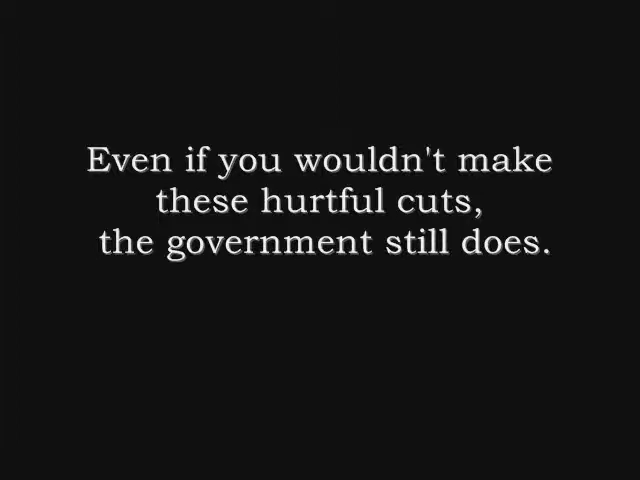 Even if you wouldn't make
these hurtful cuts,
the government still does.